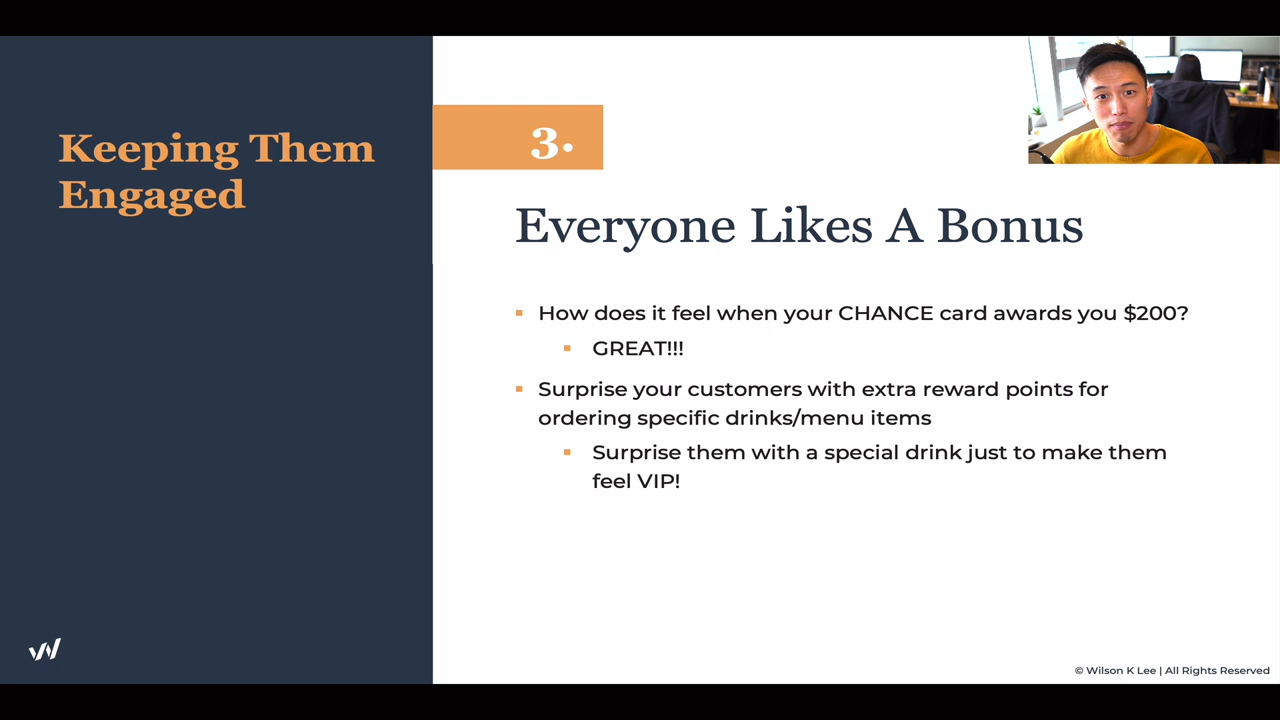 Keeping Them
Engaged
3.
Everyone Likes A Bonus
How does it feel when your CHANCE card awards you $200?
GREAT!!!
Surprise your customers with extra reward points for
ordering specific drinks/menu items
Surprise them with a special drink just to make them
feel VIP!
© Wilson K Lee | All Rights Reserved